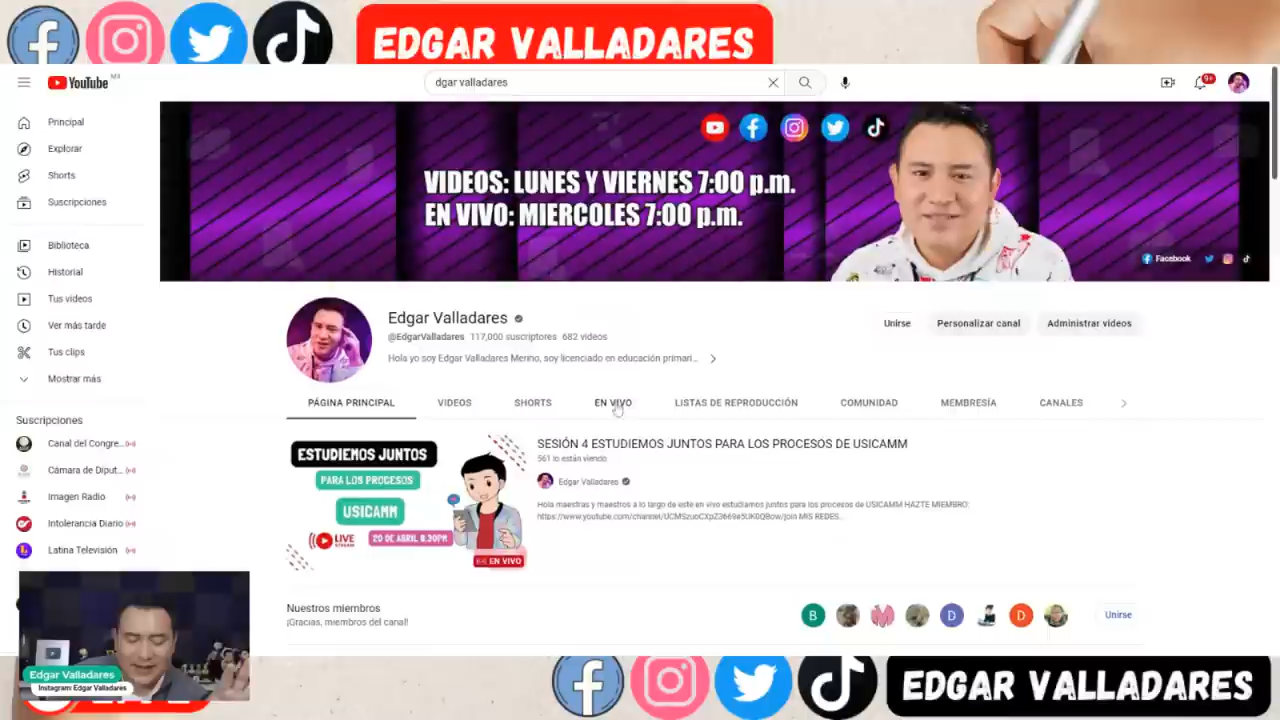 EDGAR VALLADARES
YouTube MX
dgar valladares
9+
Principal
Explorar
Shorts
Suscripciones
Biblioteca
Historial
Tus videos
Ver más tarde
Tus clips
Mostrar más
Suscripciones
Canal del Congre...
Cámara de Diput...
Imagen Radio
Intolerancia Diario
Latina Televisión
VIDEOS: LUNES Y VIERNES 7:00 p.m.
EN VIVO: MIERCOLES 7:00 p.m.
Facebook
Edgar Valladares
@EdgarValladares 117,000 suscriptores 682 videos
Hola yo soy Edgar Valladares Merino, soy licenciado en educación primari...
Unirse
Personalizar canal
Administrar videos
PÁGINA PRINCIPAL
VIDEOS
SHORTS
EN VIVO
LISTAS DE REPRODUCCIÓN
COMUNIDAD
MEMBRESÍA
CANALES
ESTUDIEMOS JUNTOS
PARA LOS PROCESOS
USICAMM
LIVE
STREAM
20 DE ABRIL 8:30PM
EN VIVO
SESIÓN 4 ESTUDIEMOS JUNTOS PARA LOS PROCESOS DE USICAMM
561 lo están viendo
Edgar Valladares
Hola maestras y maestros a lo largo de este en vivo estudiamos juntos para los procesos de USICAMM HAZTE MIEMBRO:
Nuestros miembros
¡Gracias, miembros del canal!
B
D
D
Unirse
Edgar Valladares
Instagram: Edgar Valladares
EDGAR VALLADARES